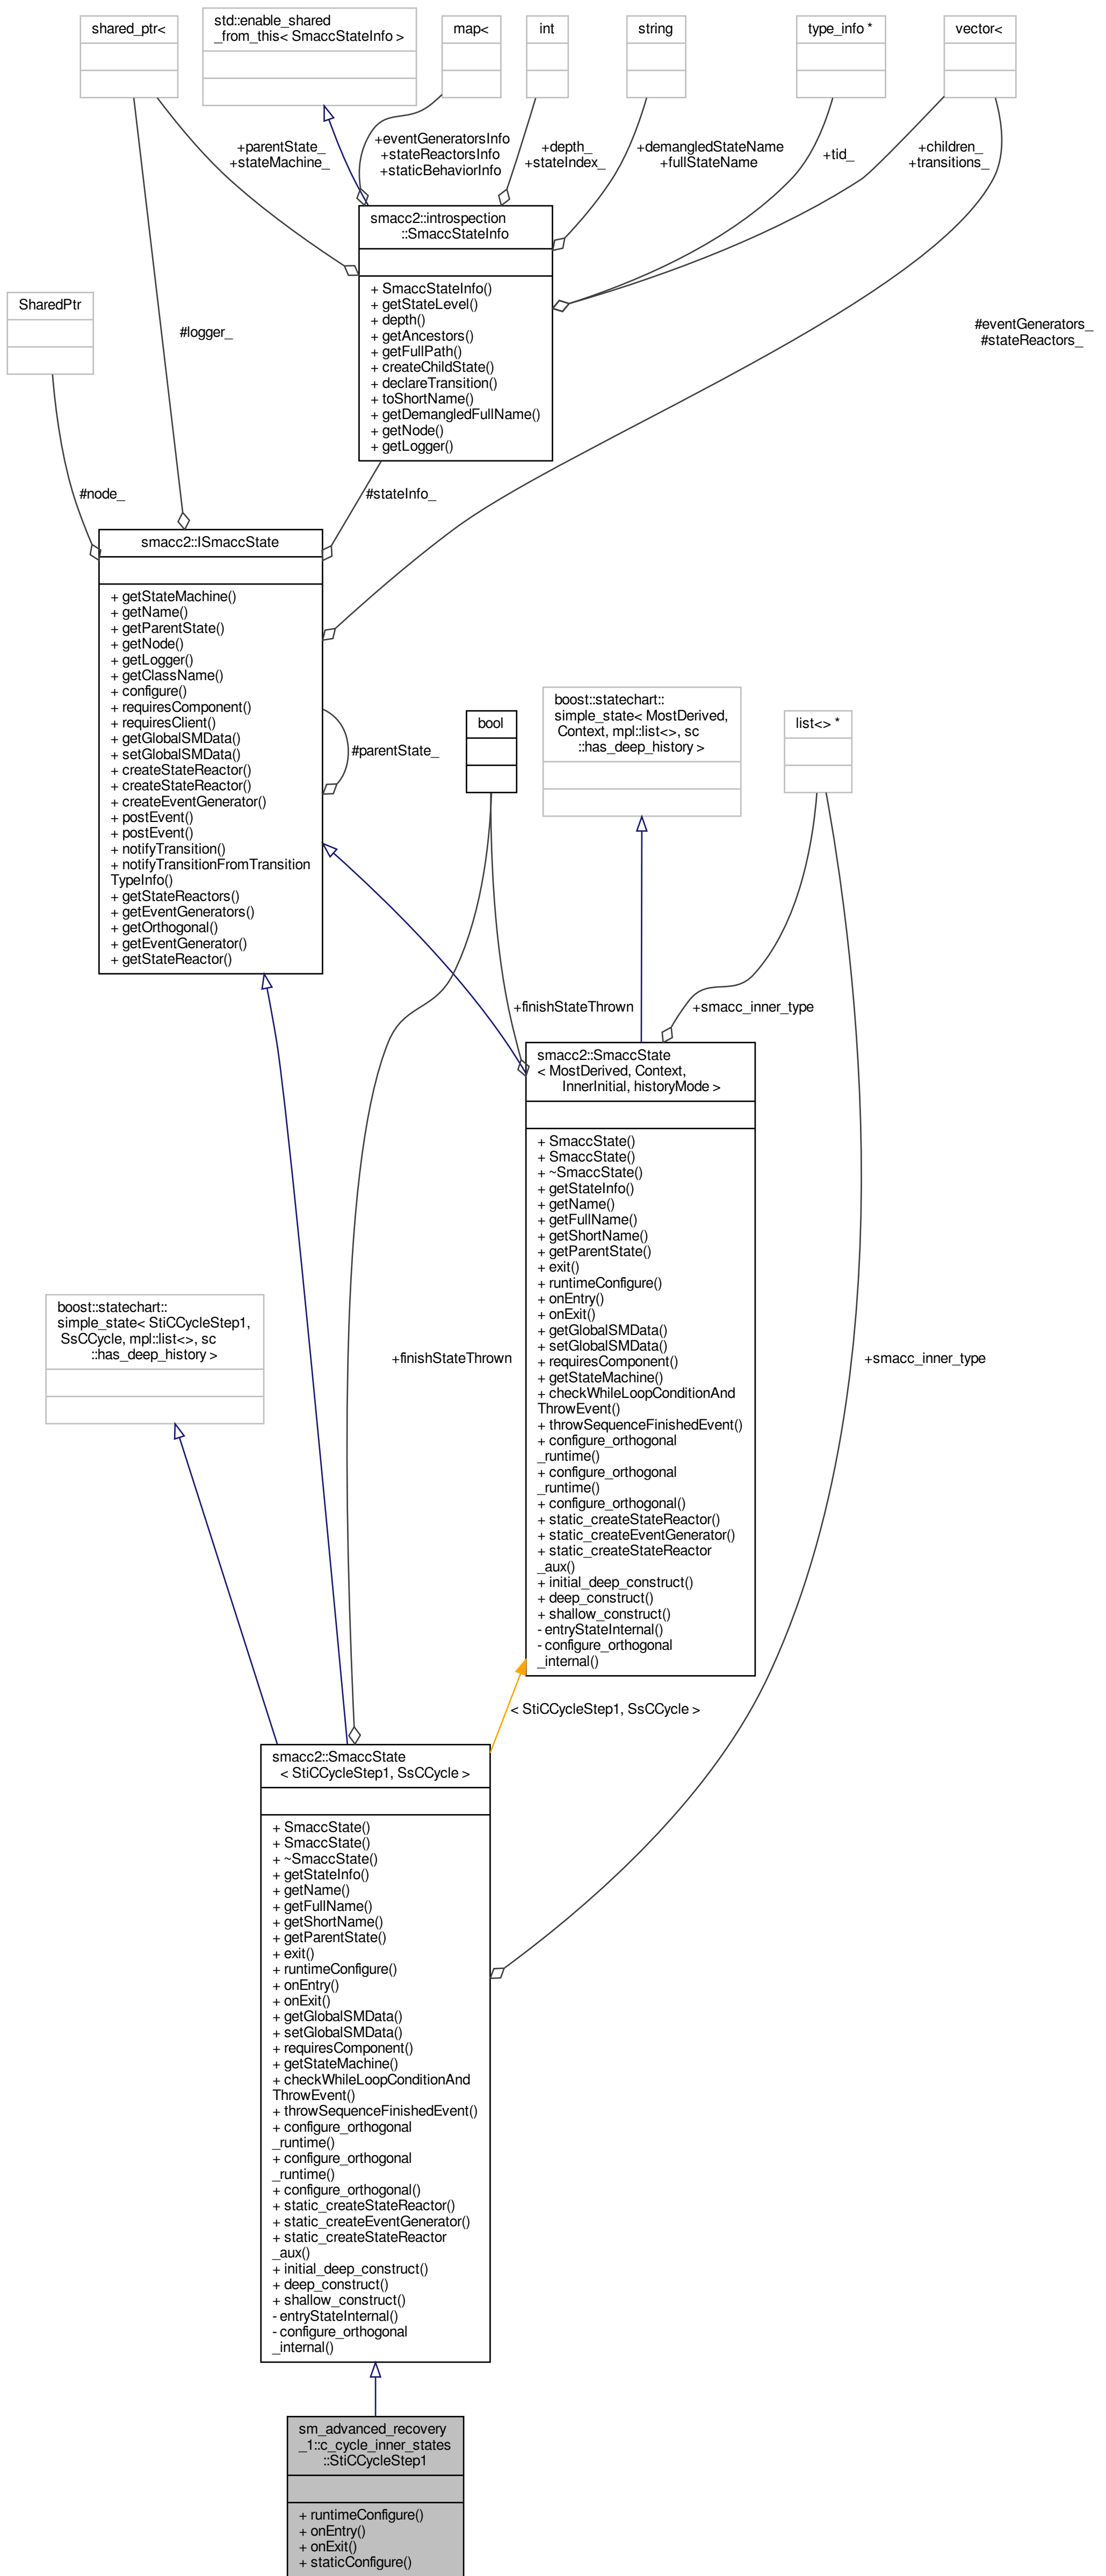 shared_ptr<
std::enable_shared
_from_this< SmaccStateInfo >
map<
int
string
type_info *
vector<
+parentState_
+stateMachine_
+eventGeneratorsInfo
+stateReactorsInfo
+staticBehaviorInfo
+depth_
+stateIndex_
+demangledStateName
+fullStateName
+tid_
+children_
+transitions_
smacc2::introspection
::SmaccStateInfo
+ SmaccStateInfo()
+ getStateLevel()
+ depth()
+ getAncestors()
+ getFullPath()
+ createChildState()
+ declareTransition()
+ toShortName()
+ getDemangledFullName()
+ getNode()
+ getLogger()
SharedPtr
#logger_
#eventGenerators_
#stateReactors_
#node_
#stateInfo_
smacc2::ISmaccState
+ getStateMachine()
+ getName()
+ getParentState()
+ getNode()
+ getLogger()
+ getClassName()
+ configure()
+ requiresComponent()
+ requiresClient()
+ getGlobalSMData()
+ setGlobalSMData()
+ createStateReactor()
+ createStateReactor()
+ createEventGenerator()
+ postEvent()
+ postEvent()
+ notifyTransition()
+ notifyTransitionFromTransition
TypeInfo()
+ getStateReactors()
+ getEventGenerators()
+ getOrthogonal()
+ getEventGenerator()
+ getStateReactor()
#parentState_
bool
boost::statechart::
simple_state< MostDerived,
Context, mpl::list<>, sc
::has_deep_history >
list<> *
+finishStateThrown
+smacc_inner_type
smacc2::SmaccState
< MostDerived, Context,
InnerInitial, historyMode >
+ SmaccState()
+ SmaccState()
+ ~SmaccState()
+ getStateInfo()
+ getName()
+ getFullName()
+ getShortName()
+ getParentState()
+ exit()
+ runtimeConfigure()
+ onEntry()
+ onExit()
+ getGlobalSMData()
+ setGlobalSMData()
+ requiresComponent()
+ getStateMachine()
+ checkWhileLoopConditionAnd
ThrowEvent()
+ throwSequenceFinishedEvent()
+ configure_orthogonal
_runtime()
+ configure_orthogonal
_runtime()
+ configure_orthogonal()
+ static_createStateReactor()
+ static_createEventGenerator()
+ static_createStateReactor
_aux()
+ initial_deep_construct()
+ deep_construct()
+ shallow_construct()
- entryStateInternal()
- configure_orthogonal
_internal()
boost::statechart::
simple_state< StiCCycleStep1,
SsCCycle, mpl::list<>, sc
::has_deep_history >
+finishStateThrown
+smacc_inner_type
< StiCCycleStep1, SsCCycle >
smacc2::SmaccState
< StiCCycleStep1, SsCCycle >
+ SmaccState()
+ SmaccState()
+ ~SmaccState()
+ getStateInfo()
+ getName()
+ getFullName()
+ getShortName()
+ getParentState()
+ exit()
+ runtimeConfigure()
+ onEntry()
+ onExit()
+ getGlobalSMData()
+ setGlobalSMData()
+ requiresComponent()
+ getStateMachine()
+ checkWhileLoopConditionAnd
ThrowEvent()
+ throwSequenceFinishedEvent()
+ configure_orthogonal
_runtime()
+ configure_orthogonal
_runtime()
+ configure_orthogonal()
+ static_createStateReactor()
+ static_createEventGenerator()
+ static_createStateReactor
_aux()
+ initial_deep_construct()
+ deep_construct()
+ shallow_construct()
- entryStateInternal()
- configure_orthogonal
_internal()
sm_advanced_recovery
_1::c_cycle_inner_states
::StiCCycleStep1
+ runtimeConfigure()
+ onEntry()
+ onExit()
+ staticConfigure()